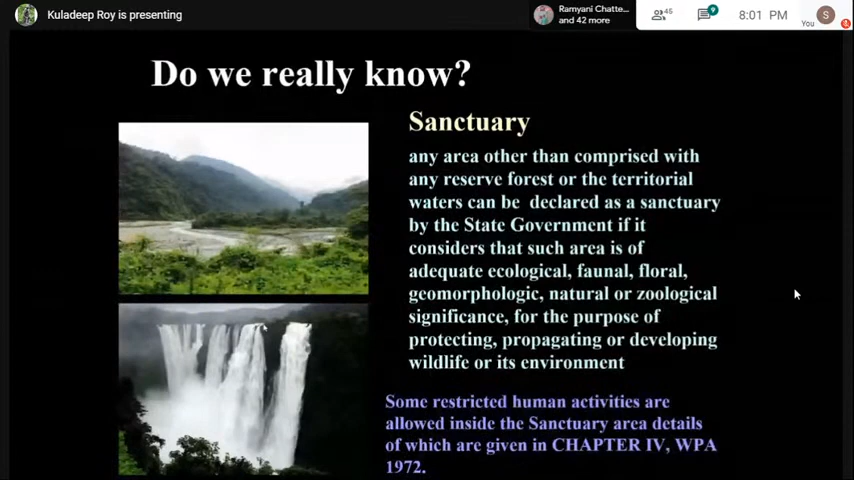 Kuladeep Roy is presenting
Ramyani Chatte...
and 42 more
45
9
8:01 PM
You
S
Do we really know?
Sanctuary
any area other than comprised with
any reserve forest or the territorial
waters can be declared as a sanctuary
by the State Government if it
considers that such area is of
adequate ecological, faunal, floral,
geomorphologic, natural or zoological
significance, for the purpose of
protecting, propagating or developing
wildlife or its environment
Some restricted human activities are
allowed inside the Sanctuary area details
of which are given in CHAPTER IV, WPA
1972.